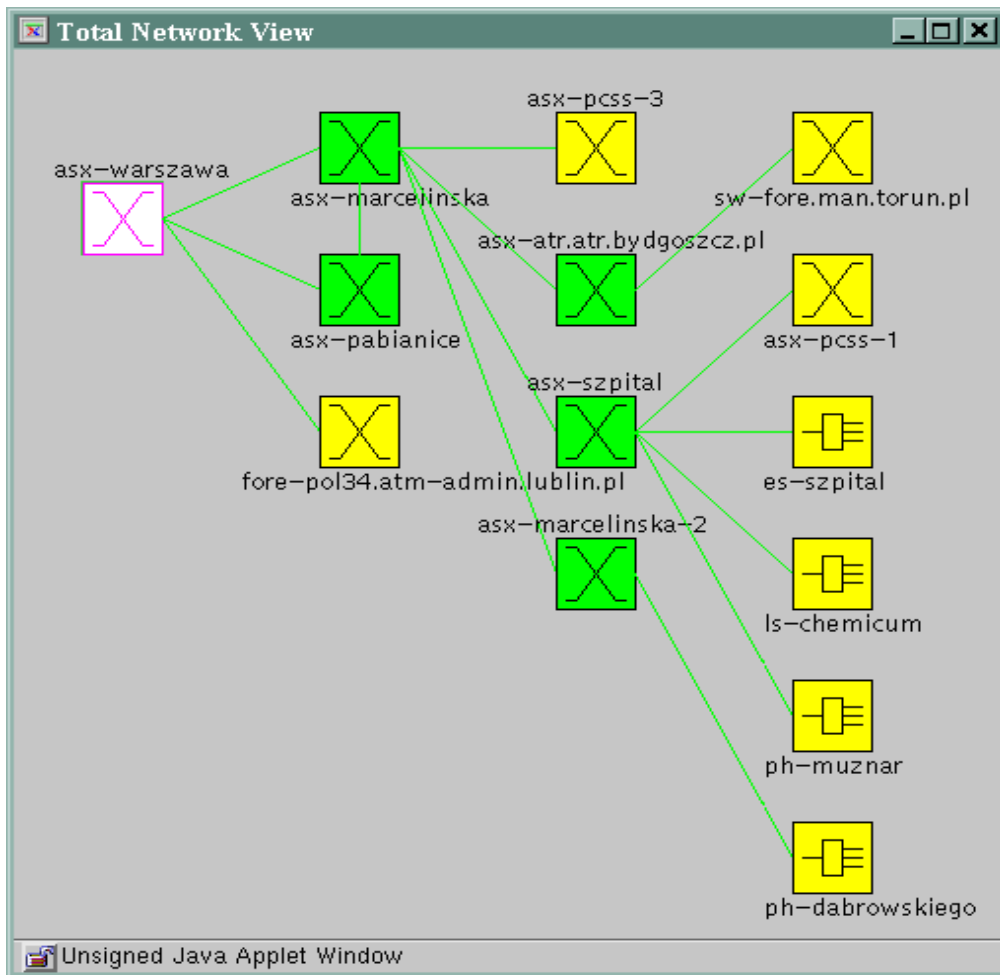 Total Network View
asx-pcss-3
asx-warszawa
asx-marcelinska
sw-fore.man.torun.pl
asx-atr.atr.bydgoszcz.pl
asx-pabianice
asx-pcss-1
asx-szpital
fore-pol34.atm-admin.lublin.pl
es-szpital
asx-marcelinska-2
ls-chemicum
ph-muznar
ph-dabrowskiego
Unsigned Java Applet Window